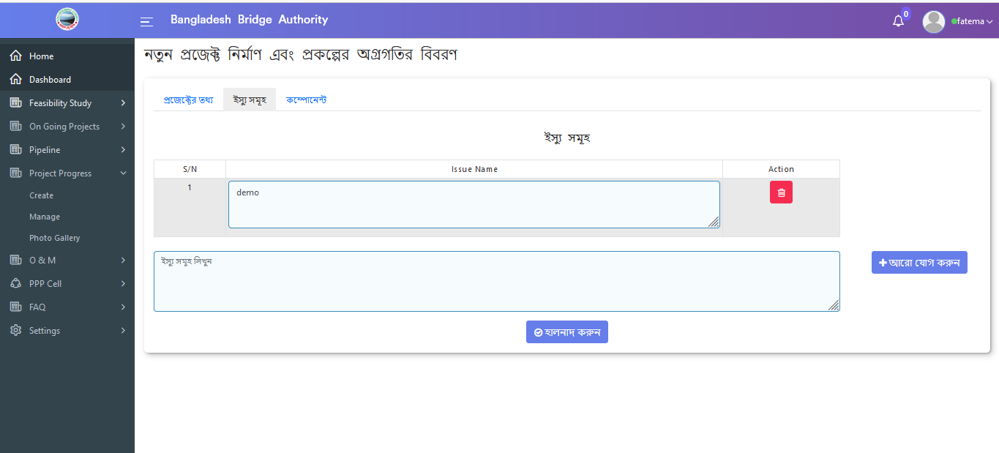 Bangladesh Bridge Authority
0
fatema
Home
Dashboard
Feasibility Study
On Going Projects
Pipeline
Project Progress
Create
Manage
Photo Gallery
O & M
PPP Cell
FAQ
Settings
নতুন প্রজেক্ট নির্মাণ এবং প্রকল্পের অগ্রগতির বিবরণ
প্রজেক্টের তথ্য ইস্যু সমূহ কম্পোনেন্ট
ইস্যু সমূহ
S/N Issue Name Action
1 demo
ইস্যু সমূহ লিখুন
আরো যোগ করুন
হালনাদ করুন